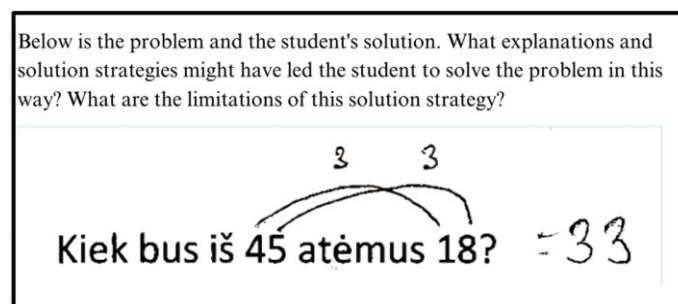 Below is the problem and the student's solution. What explanations and
solution strategies might have led the student to solve the problem in this
way? What are the limitations of this solution strategy?
3 3
Kiek bus iš 45 atėmus 18? =33